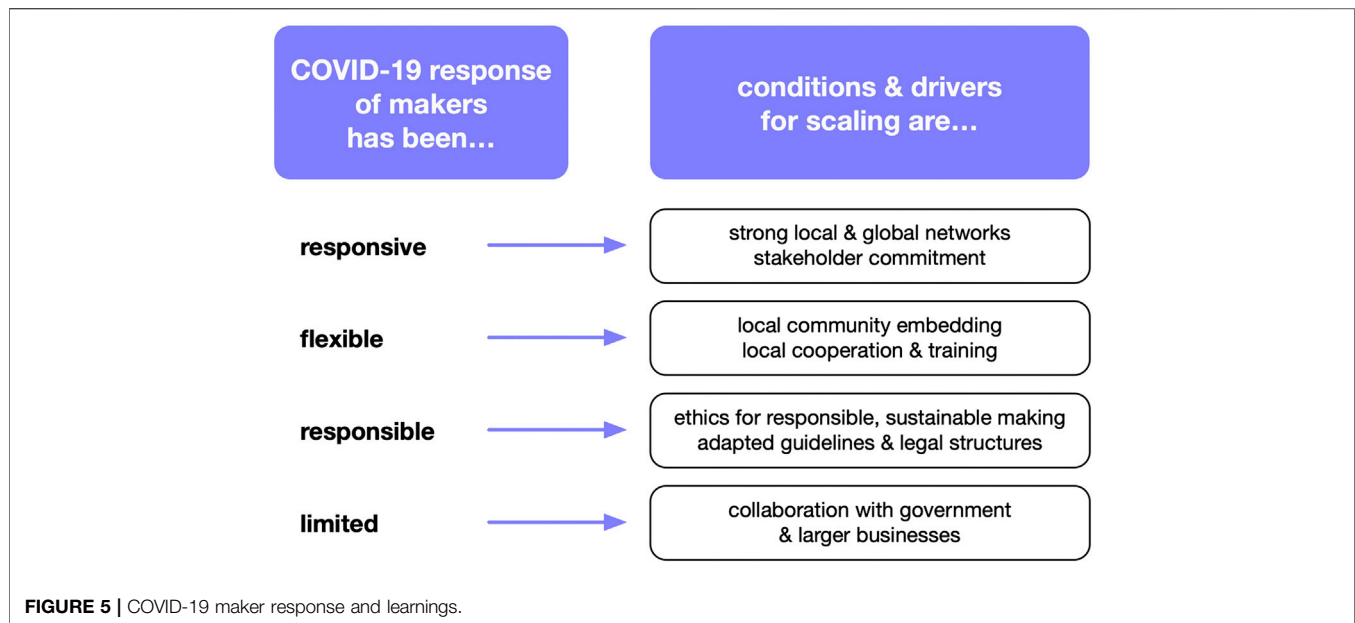 COVID-19 response
of makers
has been...
conditions & drivers
for scaling are...
responsive
strong local & global networks
stakeholder commitment
flexible
local community embedding
local cooperation & training
responsible
ethics for responsible, sustainable making
adapted guidelines & legal structures
limited
collaboration with government
& larger businesses
FIGURE 5 | COVID-19 maker response and learnings.